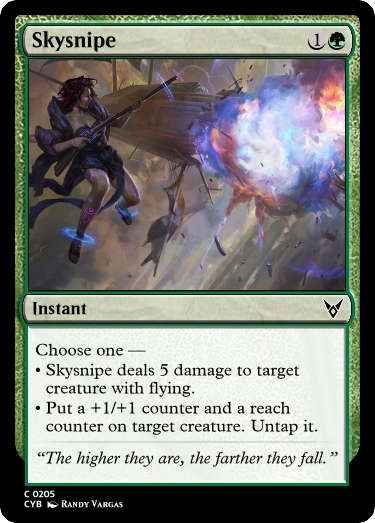 Skysnipe 1
Instant
Choose one —
• Skysnipe deals 5 damage to target
creature with flying.
• Put a +1/+1 counter and a reach
counter on target creature. Untap it.
“The higher they are, the farther they fall.”
C 0205
CYB Randy Vargas